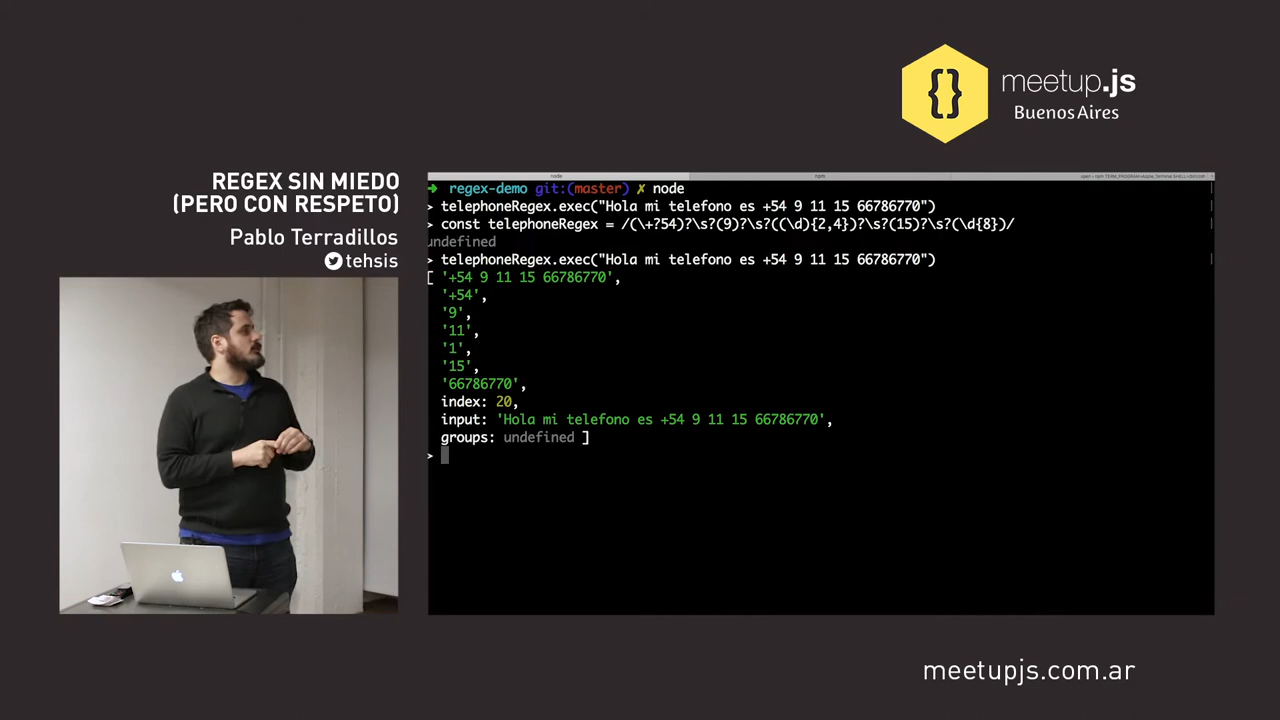 {}
meetup.js
Buenos Aires
REGEX SIN MIEDO
(PERO CON RESPETO)
Pablo Terradillos
tehsis
node
npm
➜ regex-demo git:(master) ✗ node
> telephoneRegex.exec("Hola mi telefono es +54 9 11 15 66786770")
> const telephoneRegex = /(\+?54)?\s?(9)?\s?((\d){2,4})?\s?(15)?\s?(\d{8})/
undefined
> telephoneRegex.exec("Hola mi telefono es +54 9 11 15 66786770")
[ '+54 9 11 15 66786770',
'+54',
'9',
'11',
'1',
'15',
'66786770',
index: 20,
input: 'Hola mi telefono es +54 9 11 15 66786770',
groups: undefined ]
>
meetupjs.com.ar